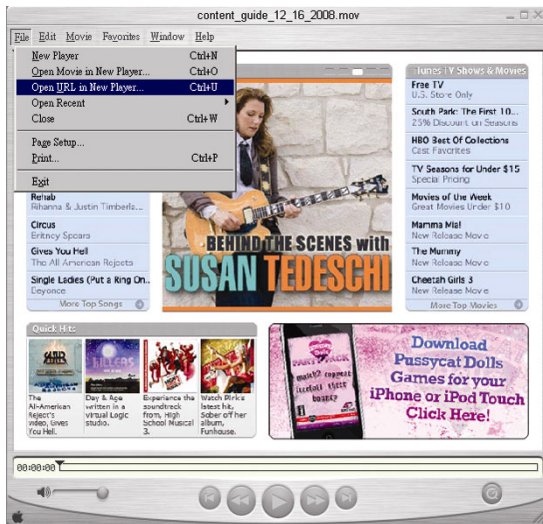 content_guide_12_16_2008.mov
File Edit Movie Favorites Window Help
New Player Ctrl+N
Open Movie in New Player... Ctrl+O
Open URL in New Player... Ctrl+U
Open Recent
Close Ctrl+W
Page Setup...
Print... Ctrl+P
Exit
Rehab
Rihanna & Justin Timberla...
Circus
Britney Spears
Gives You Hell
The All American Rejects
Single Ladies (Put a Ring On...
Beyonce
More Top Songs
BEHIND THE SCENES with
SUSAN TEDESCHI
iTunes TV Shows & Movies
Free TV
U.S. Store Only
South Park: The First 10...
25% Discount on Seasons
HBO Best Of Collections
Cast Favorites
TV Seasons for Under $15
Special Pricing
Movies of the Week
Great Movies Under $10
Mamma Mia!
New Release Movie
The Mummy
New Release Movie
Cheetah Girls 3
New Release Movie
More Top Movies
Quick Hits
The
All-American
Reject's
video, Gives
You Hell.
Day & Age
written in a
virtual Logic
studio.
Experience the
soundtrack
from, High
School Musical
3.
Watch Pinks
latest hit,
Sober off her
album,
Funhouse.
PARTY PACK
Download
Pussycat Dolls
Games for your
iPhone or iPod Touch
Click Here!
00:00:00